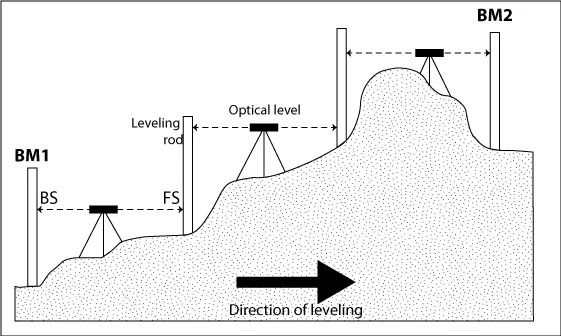 BM2
Optical level
Leveling
rod
BM1
BS
FS
Direction of leveling